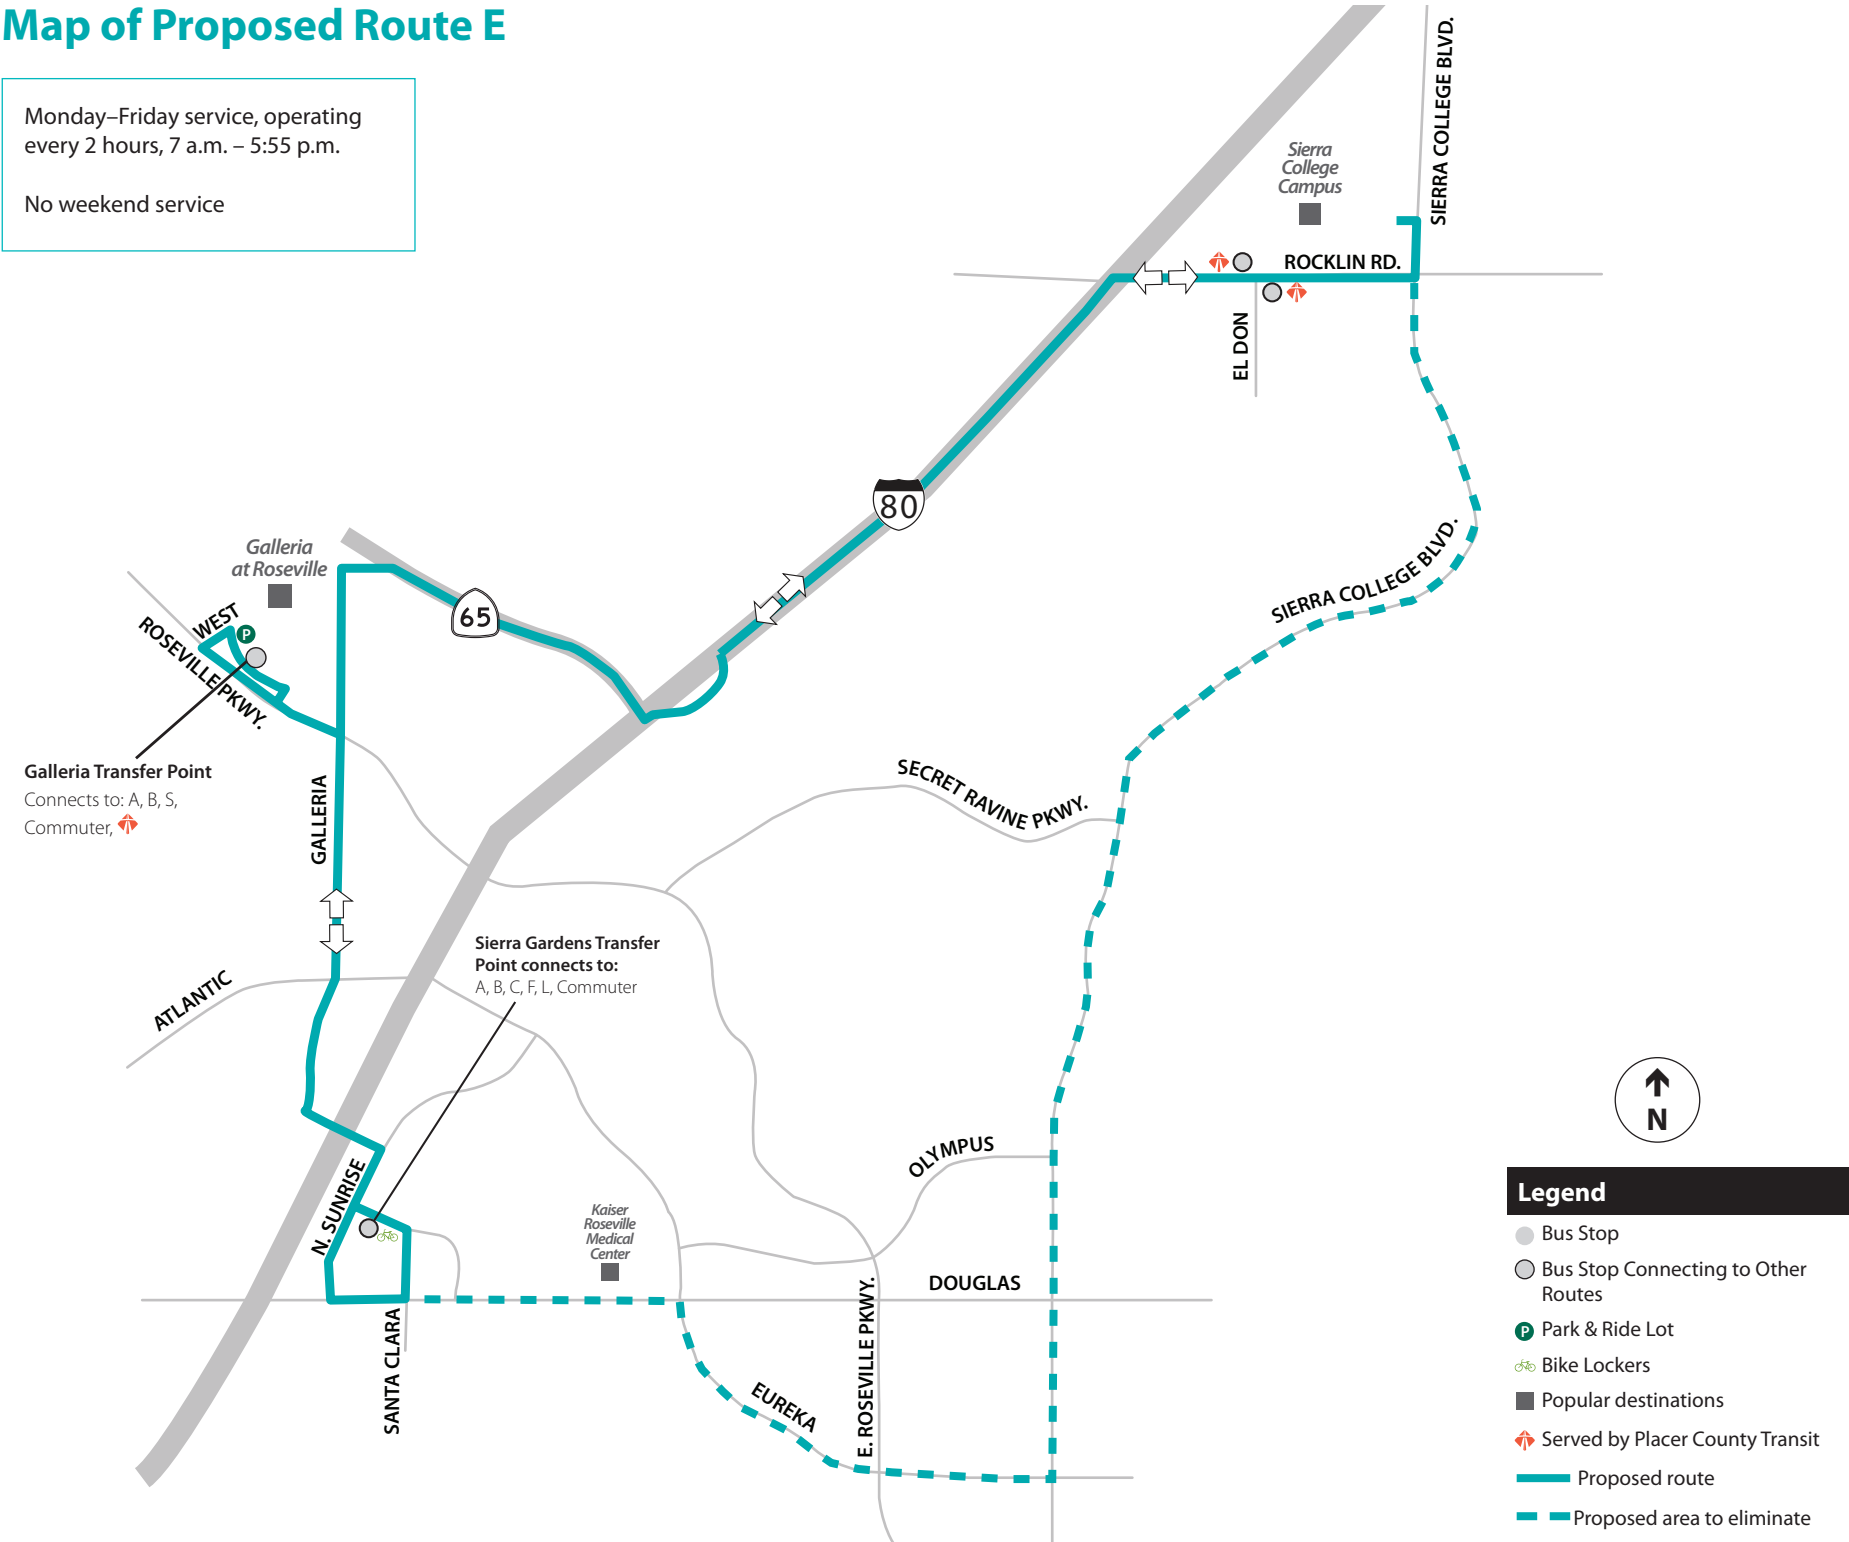 Map of Proposed Route E
Monday–Friday service, operating
every 2 hours, 7 a.m. – 5:55 p.m.
No weekend service
SIERRA COLLEGE BLVD.
Sierra
College
Campus
ROCKLIN RD.
EL DON
80
SIERRA COLLEGE BLVD.
Galleria
at Roseville
65
WEST
P
ROSEVILLE PKWY.
Galleria Transfer Point
Connects to: A, B, S,
Commuter,
GALLERIA
SECRET RAVINE PKWY.
Sierra Gardens Transfer
Point connects to:
A, B, C, F, L, Commuter
ATLANTIC
OLYMPUS
N. SUNRISE
Kaiser
Roseville
Medical
Center
DOUGLAS
SANTA CLARA
EUREKA
E. ROSEVILLE PKWY.
N
Legend
Bus Stop
Bus Stop Connecting to Other
Routes
P Park & Ride Lot
Bike Lockers
Popular destinations
Served by Placer County Transit
Proposed route
Proposed area to eliminate